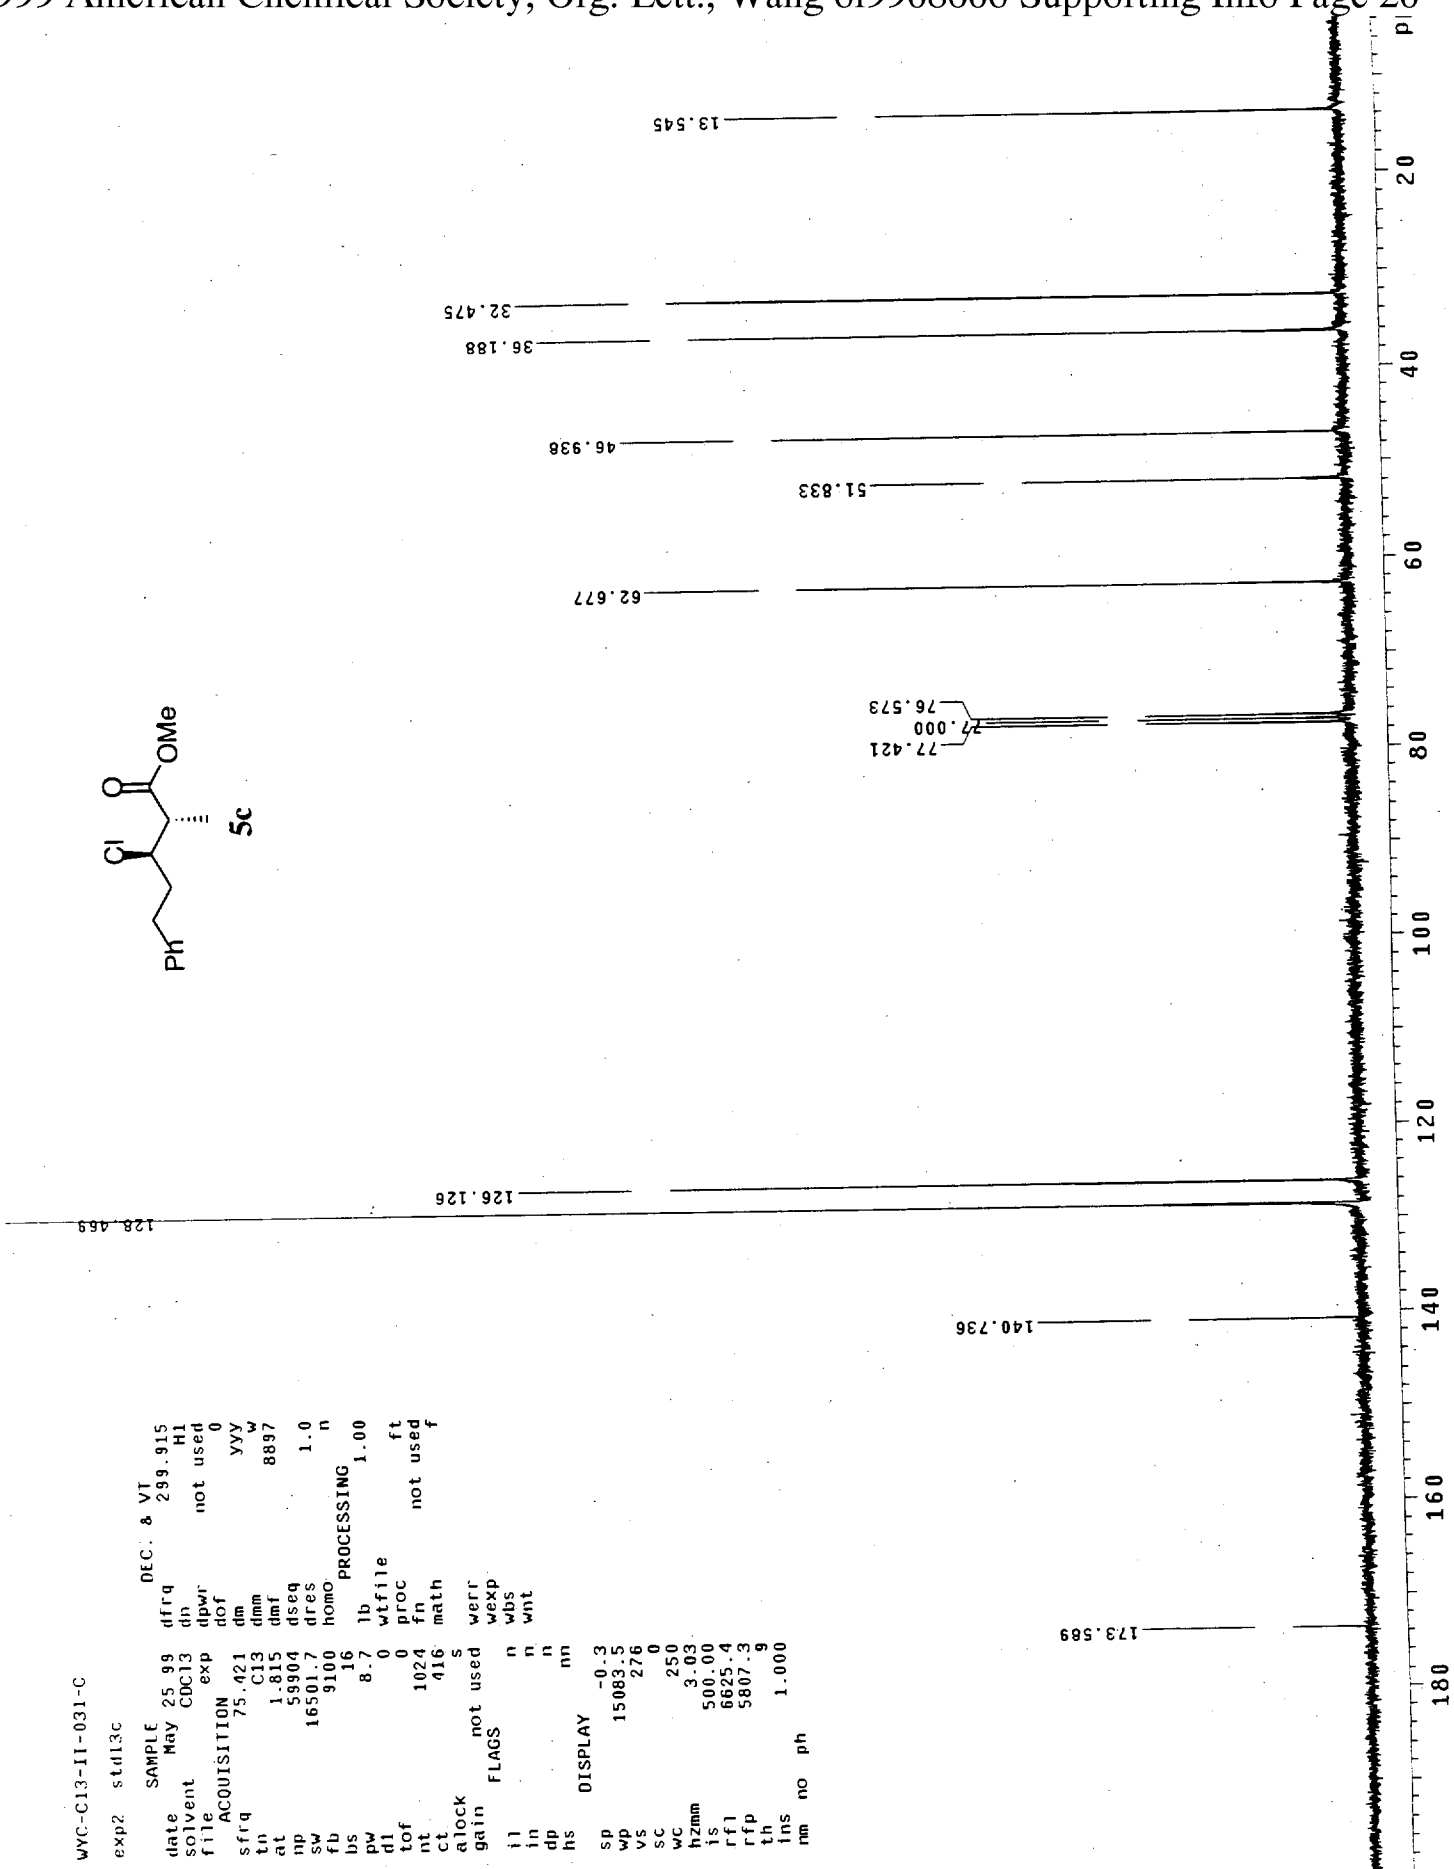 999 American Chemical Society, Org. Lett., Wang ol990866 Supporting Info Page 26
WYC-C13-II-031-C
exp2 std13c
SAMPLE
date May 25 99
solvent CDCl3
file exp
ACQUISITION
sfrq 75.421
tn C13
at 1.815
np 59904
sw 16501.7
fb 9100
bs 16
pw 8.7
d1 0
tof 0
nt 1024
ct 416
alock s
gain not used
FLAGS
il n
in n
dp n
hs nn
DISPLAY
sp -0.3
wp 15083.5
vs 276
sc 0
wc 250
hzmm 3.03
is 500.00
rfl 6625.4
rfp 5807.3
th 9
ins 1.000
nm no ph
DEC. & VT
dfrq 299.915
dn H1
dpwr not used
dof 0
dm yyy
dmm w
dmf 8897
dseq
dres 1.0
homo n
PROCESSING
lb 1.00
wtfile
proc ft
fn not used
math f
werr
wexp
wbs
wnt
Ph
Cl
O
OMe
5c
173.589
140.736
128.469
126.126
77.421
77.000
76.573
62.677
51.833
46.938
36.188
32.475
13.545
180
160
140
120
100
80
60
40
20